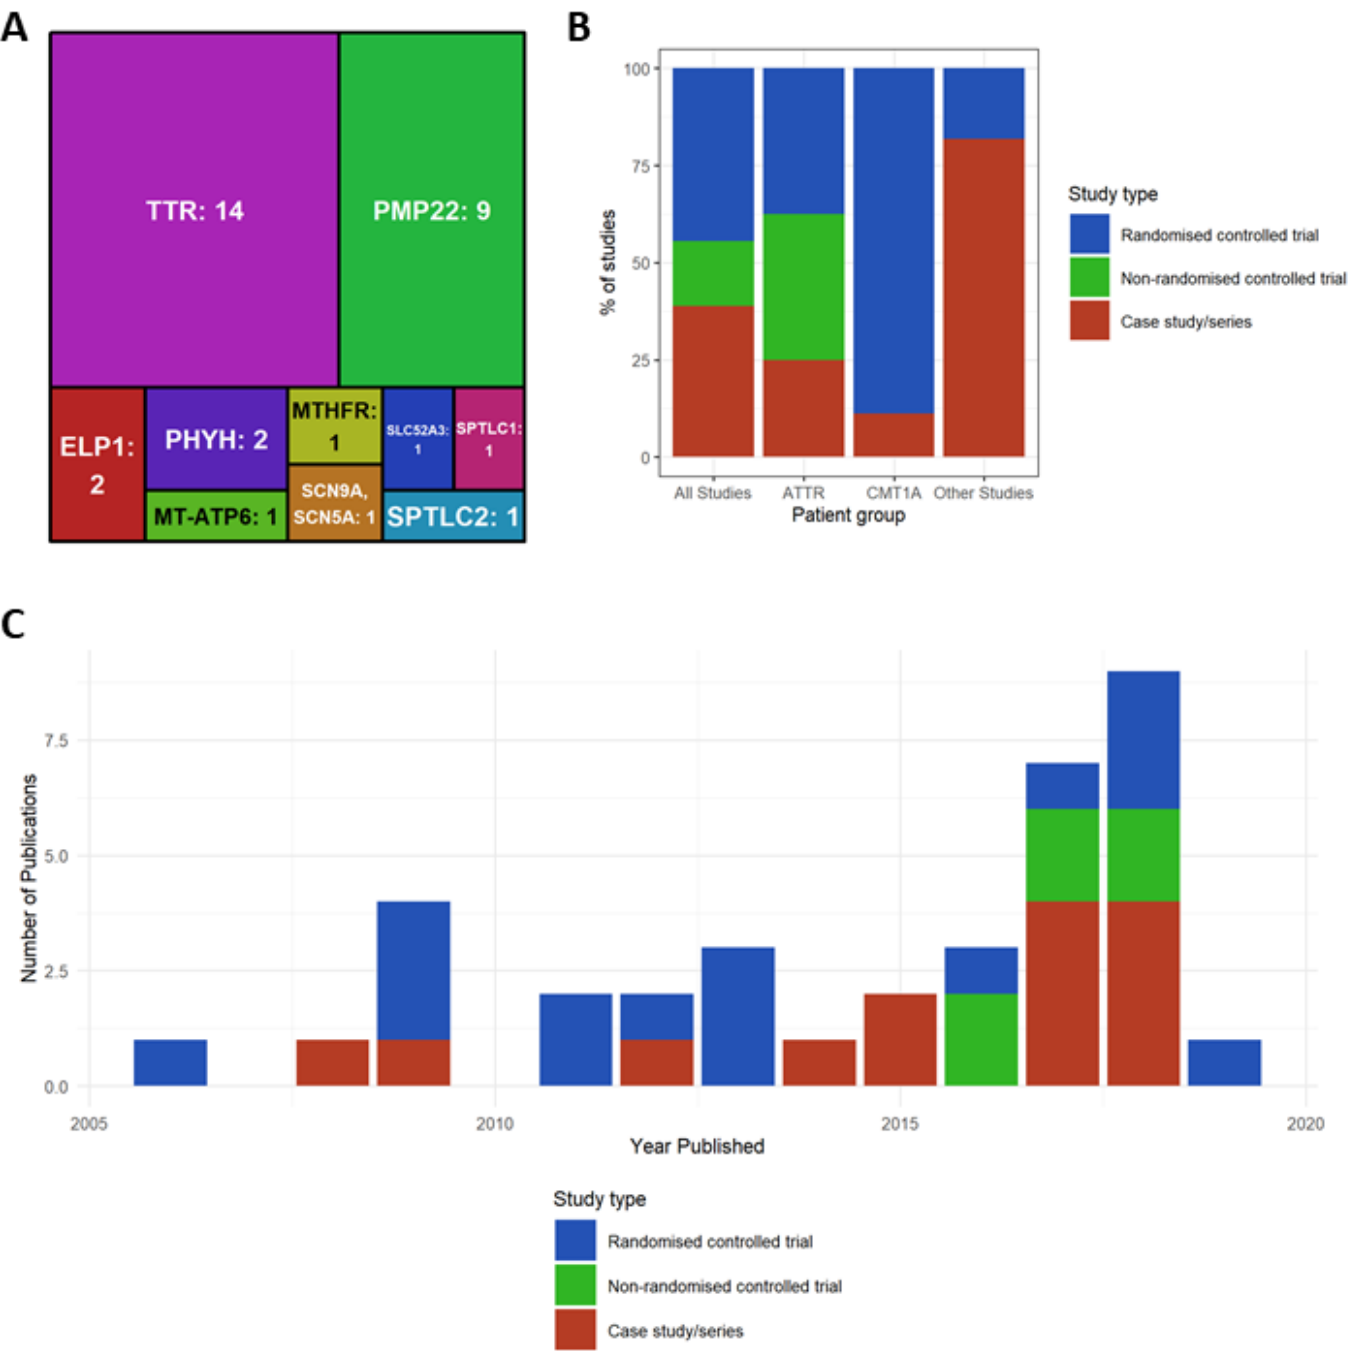 A
TTR: 14
PMP22: 9
ELP1:
2
PHYH: 2
MT-ATP6: 1
MTHFR:
1
SCN9A,
SCN5A: 1
SLC52A3:
1
SPTLC1:
1
SPTLC2: 1
B
100
75
50
25
0
% of studies
All Studies ATTR CMT1A Other Studies
Patient group
Study type
Randomised controlled trial
Non-randomised controlled trial
Case study/series
C
7.5
5.0
2.5
0.0
Number of Publications
2005 2010 2015 2020
Year Published
Study type
Randomised controlled trial
Non-randomised controlled trial
Case study/series